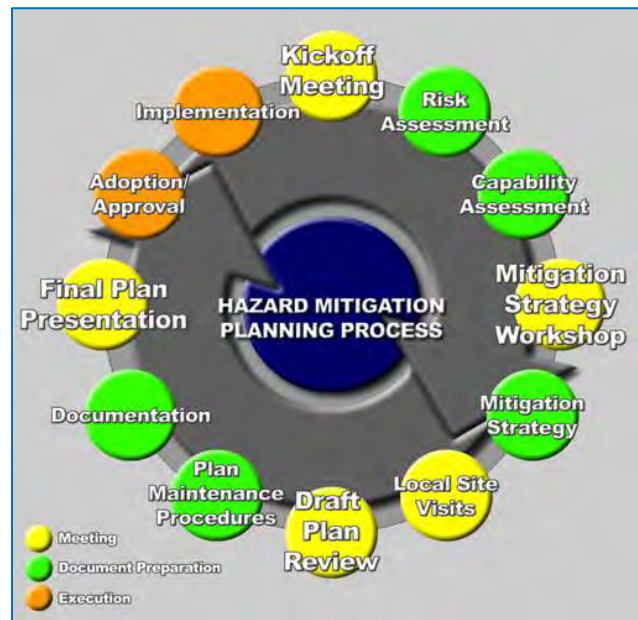 Kickoff
Meeting
Risk
Assessment
Capability
Assessment
Mitigation
Strategy
Workshop
Mitigation
Strategy
Local Site
Visits
Draft
Plan
Review
Plan
Maintenance
Procedures
Documentation
Final Plan
Presentation
Adoption/
Approval
Implementation
HAZARD MITIGATION
PLANNING PROCESS
Meeting
Document Preparation
Execution